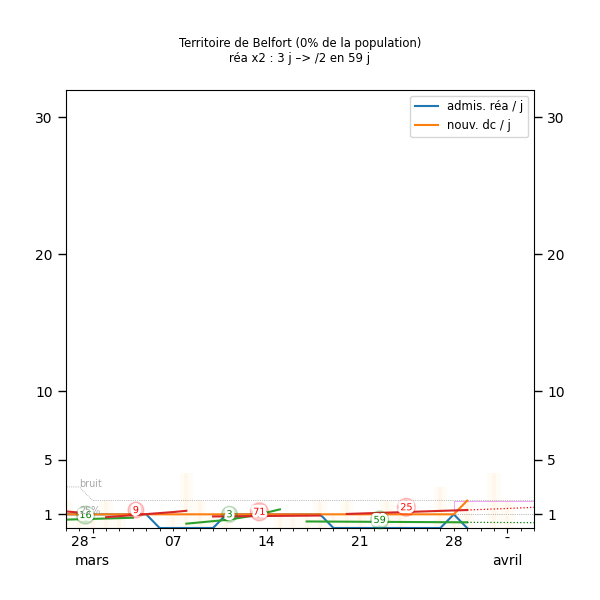 Territoire de Belfort (0% de la population)
réa x2 : 3 j –> /2 en 59 j
admis. réa / j
nouv. dc / j
30 30
20 20
10 10
5 5
1 1
bruit
25%
16 9 3 71 59 25
28 - 07 14 21 28 -
mars avril